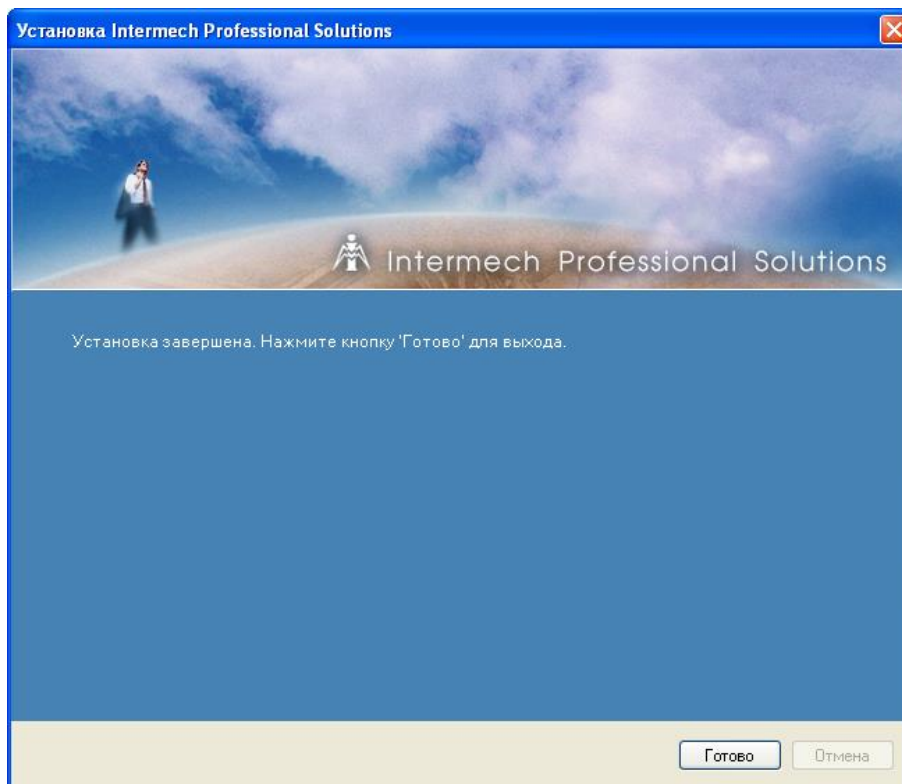 Установка Intermech Professional Solutions
Intermech Professional Solutions
Установка завершена. Нажмите кнопку 'Готово' для выхода.
Готово
Отмена